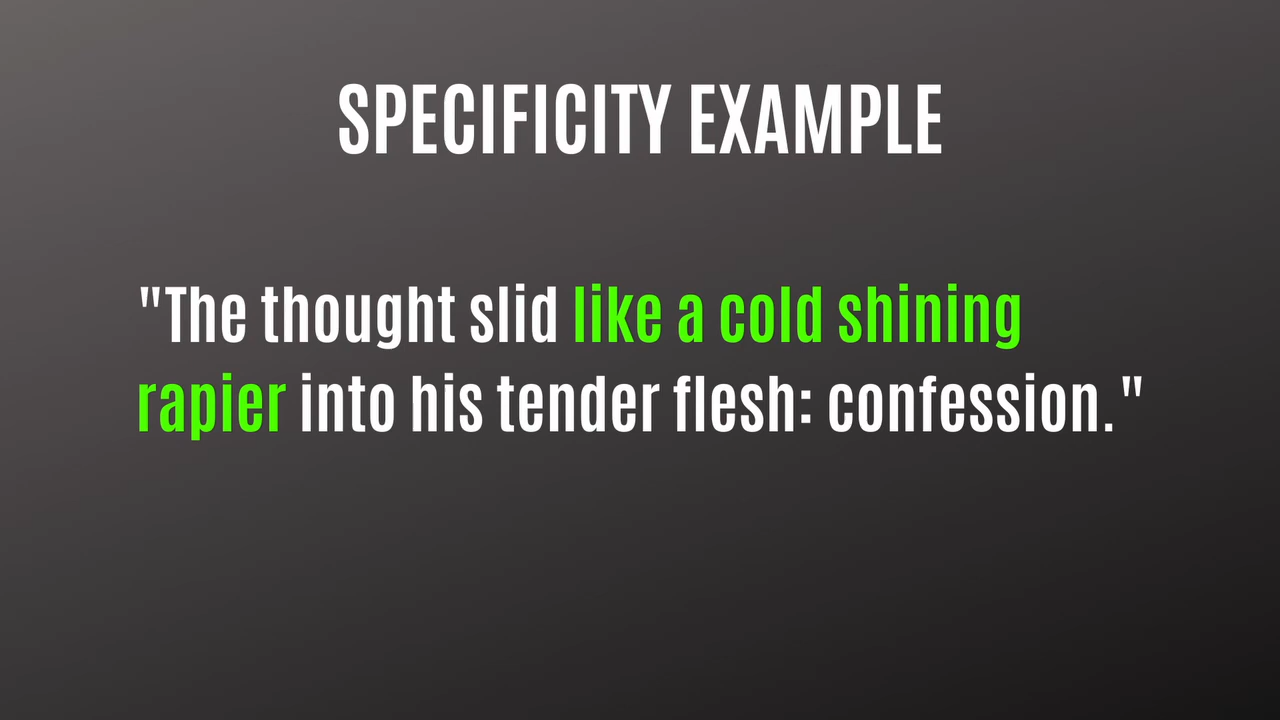 SPECIFICITY EXAMPLE
"The thought slid like a cold shining
rapier into his tender flesh: confession."